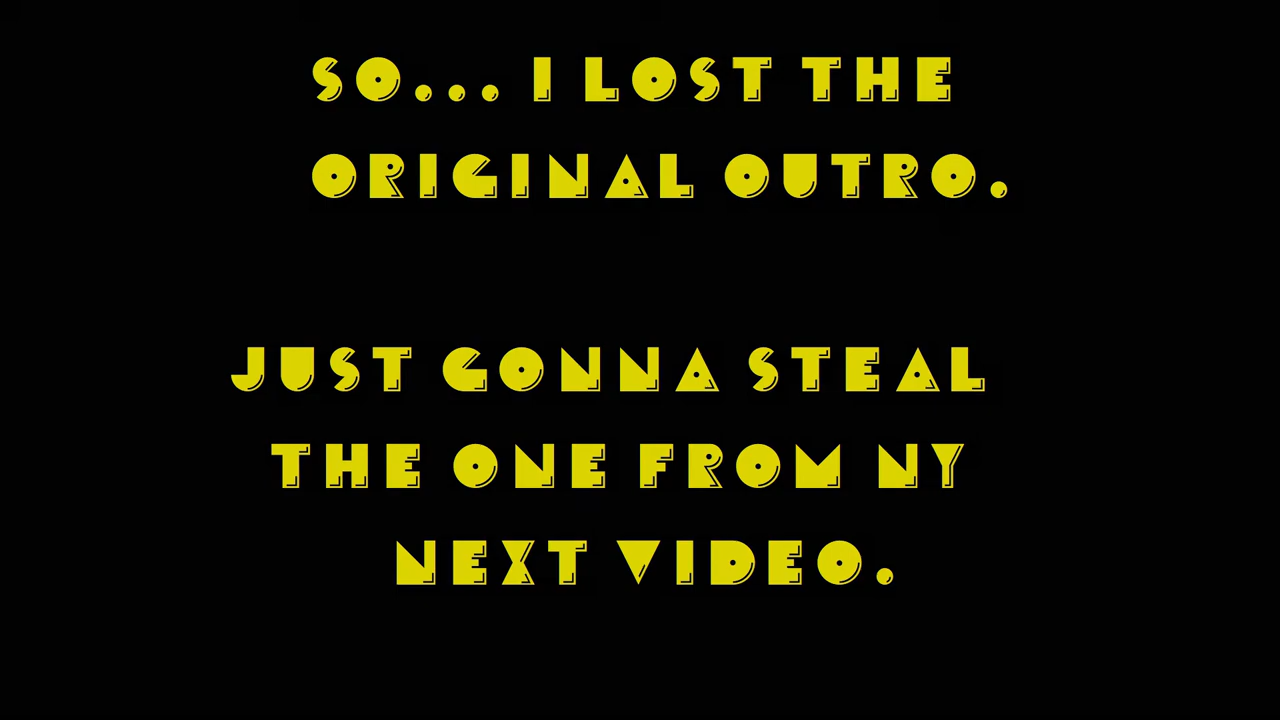 SO... I LOST THE
ORIGINAL OUTRO.
JUST GONNA STEAL
THE ONE FROM NY
NEXT VIDEO.